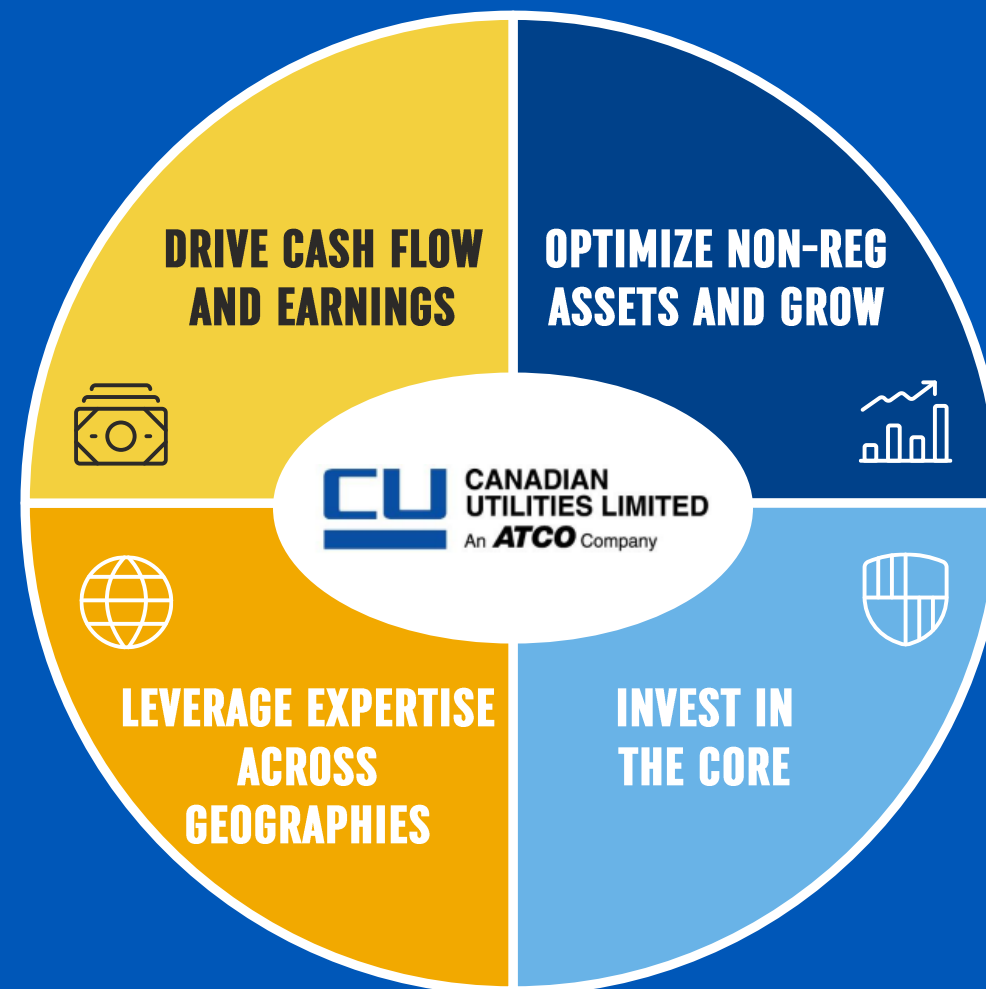 DRIVE CASH FLOW
AND EARNINGS
OPTIMIZE NON-REG
ASSETS AND GROW
CU
CANADIAN
UTILITIES LIMITED
An ATCO Company
LEVERAGE EXPERTISE
ACROSS
GEOGRAPHIES
INVEST IN
THE CORE